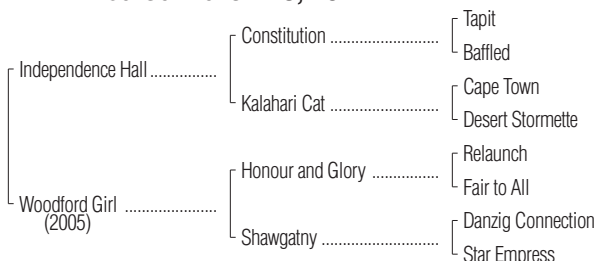 Tapit
Constitution ..........................
Baffled
Independence Hall ................
Cape Town
Kalahari Cat ..........................
Desert Stormette
Relaunch
Honour and Glory ................
Fair to All
Woodford Girl ......................
(2005)
Danzig Connection
Shawgatny ............................
Star Empress